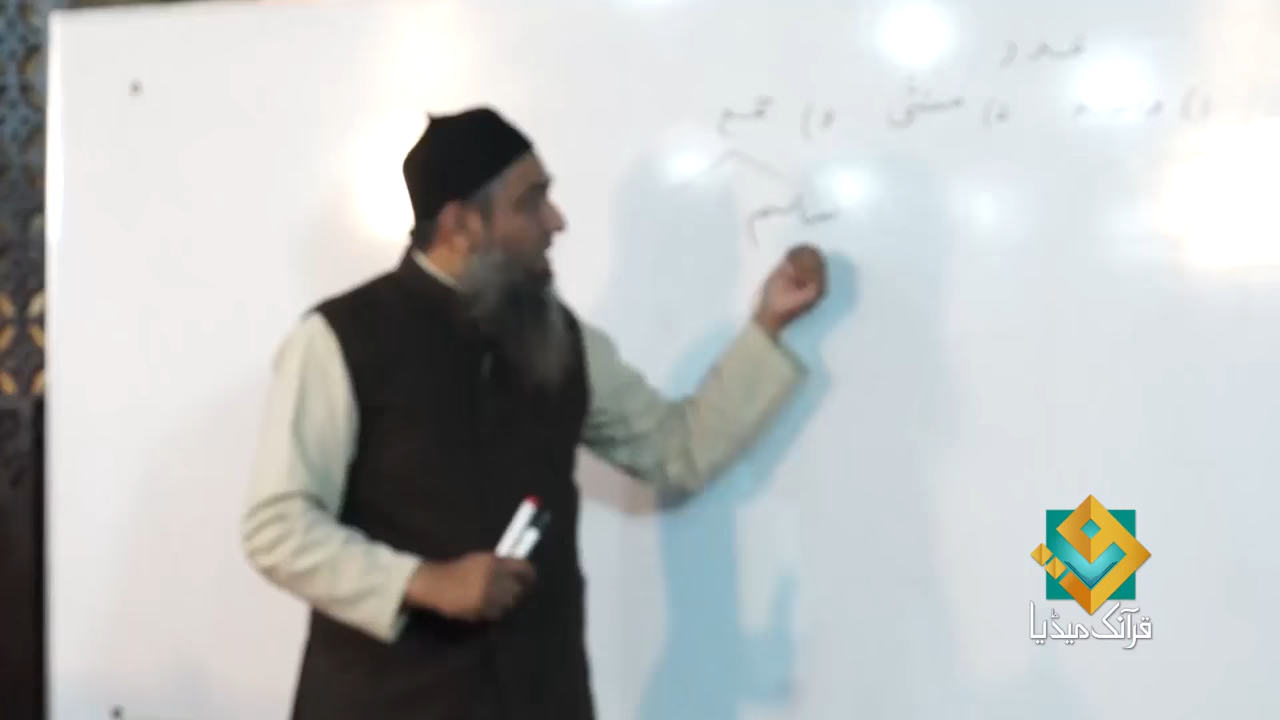 عدد
مثنی جمع
سالم
قرآنک میڈیا